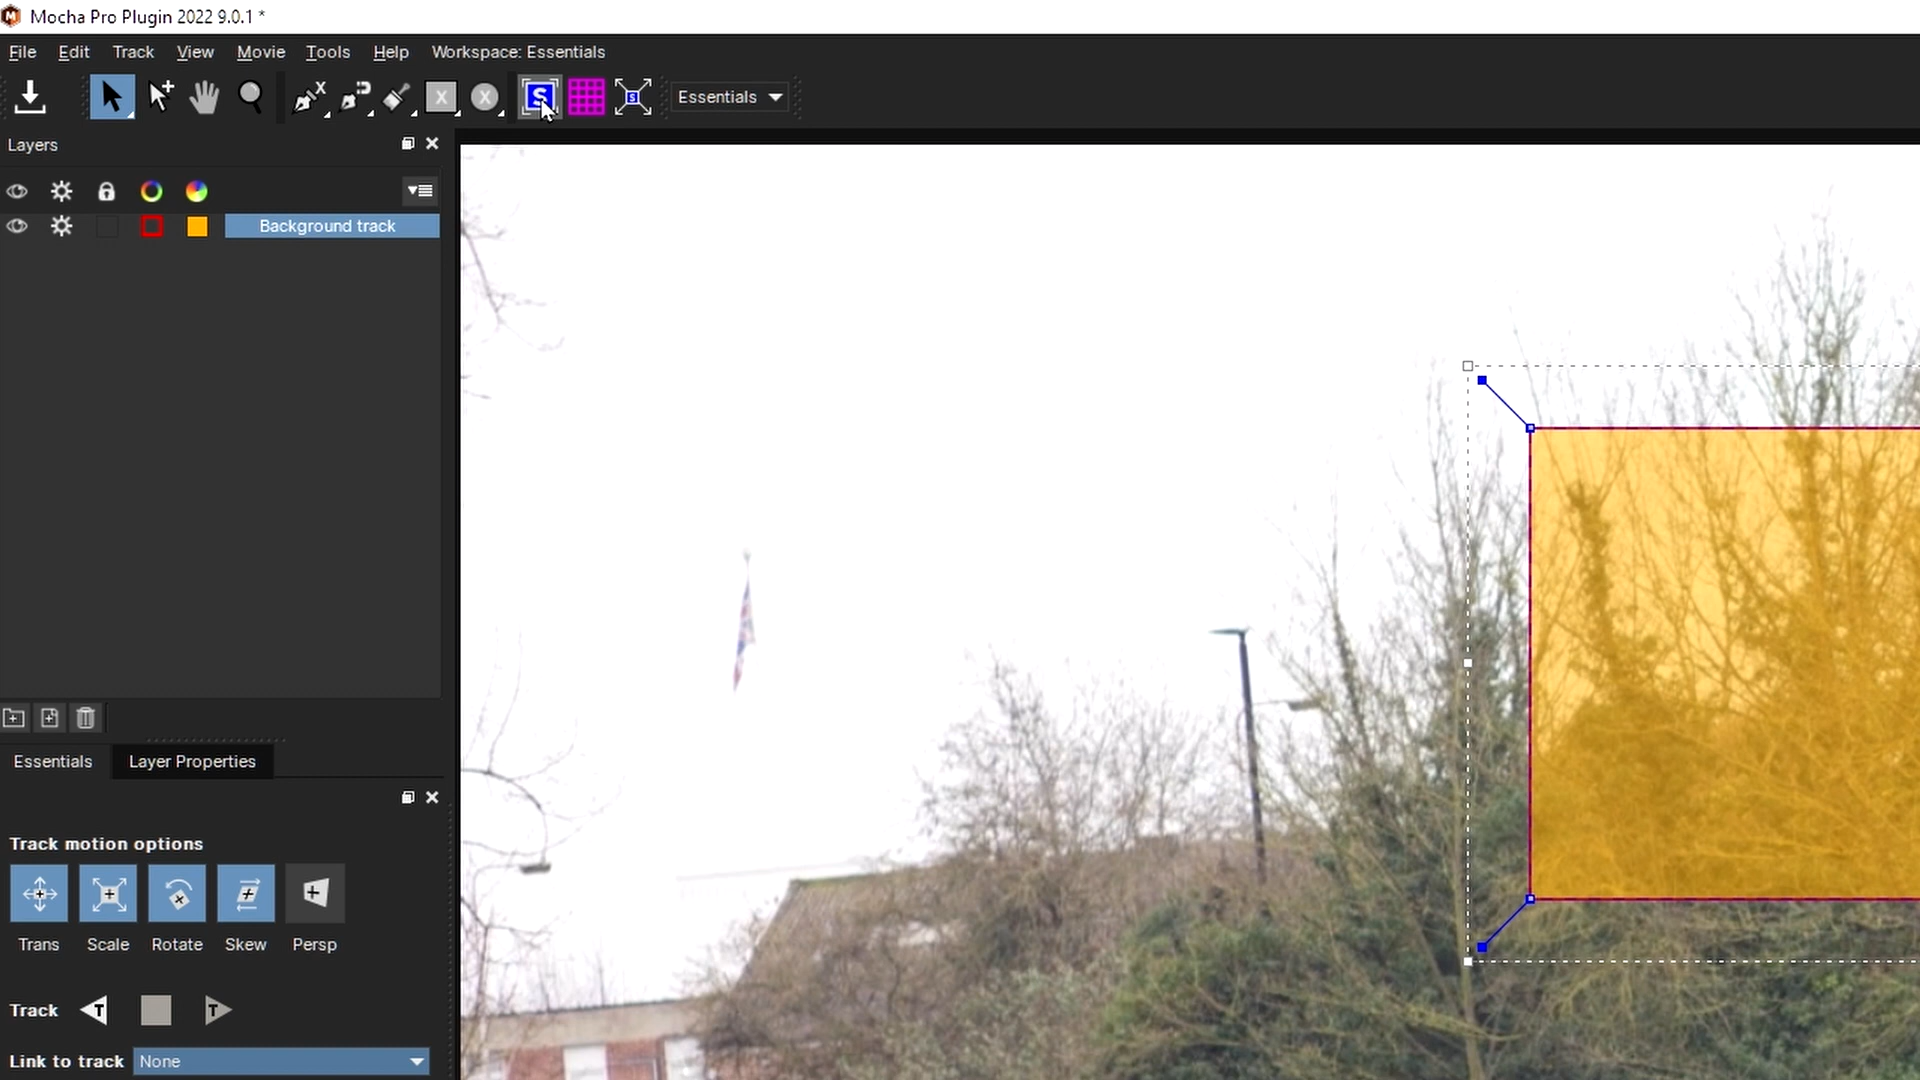 Mocha Pro Plugin 2022 9.0.1 *
File Edit Track View Movie Tools Help Workspace: Essentials
S S Essentials
Layers
Background track
Essentials Layer Properties
Track motion options
Trans Scale Rotate Skew Persp
Track T T
Link to track None